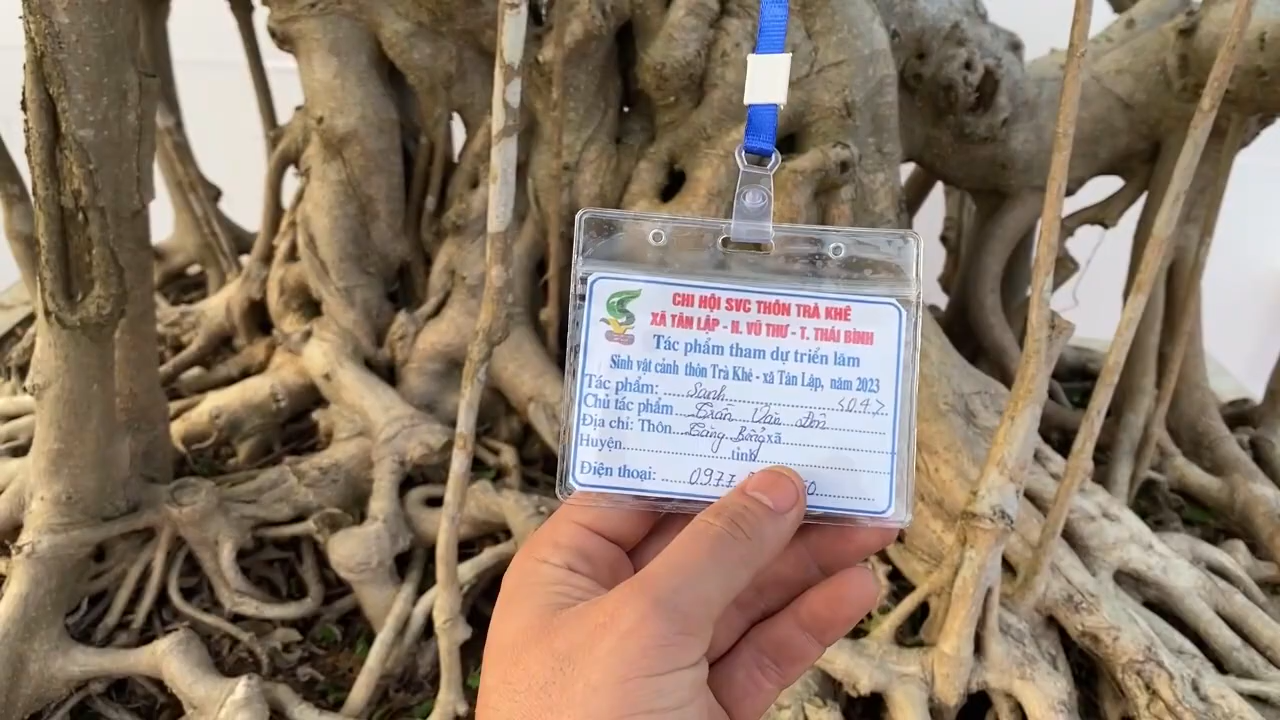 CHI HỘI SVC THÔN TRÀ KHÊ
XÃ TÂN LẬP - H. VŨ THƯ - T. THÁI BÌNH
Tác phẩm tham dự triển lãm
Sinh vật cảnh thôn Trà Khê - xã Tân Lập, năm 2023
Tác phẩm: Sanh
Chủ tác phẩm Trần Văn
Địa chỉ: Thôn xã
Huyện tỉnh
Điện thoại: 0977